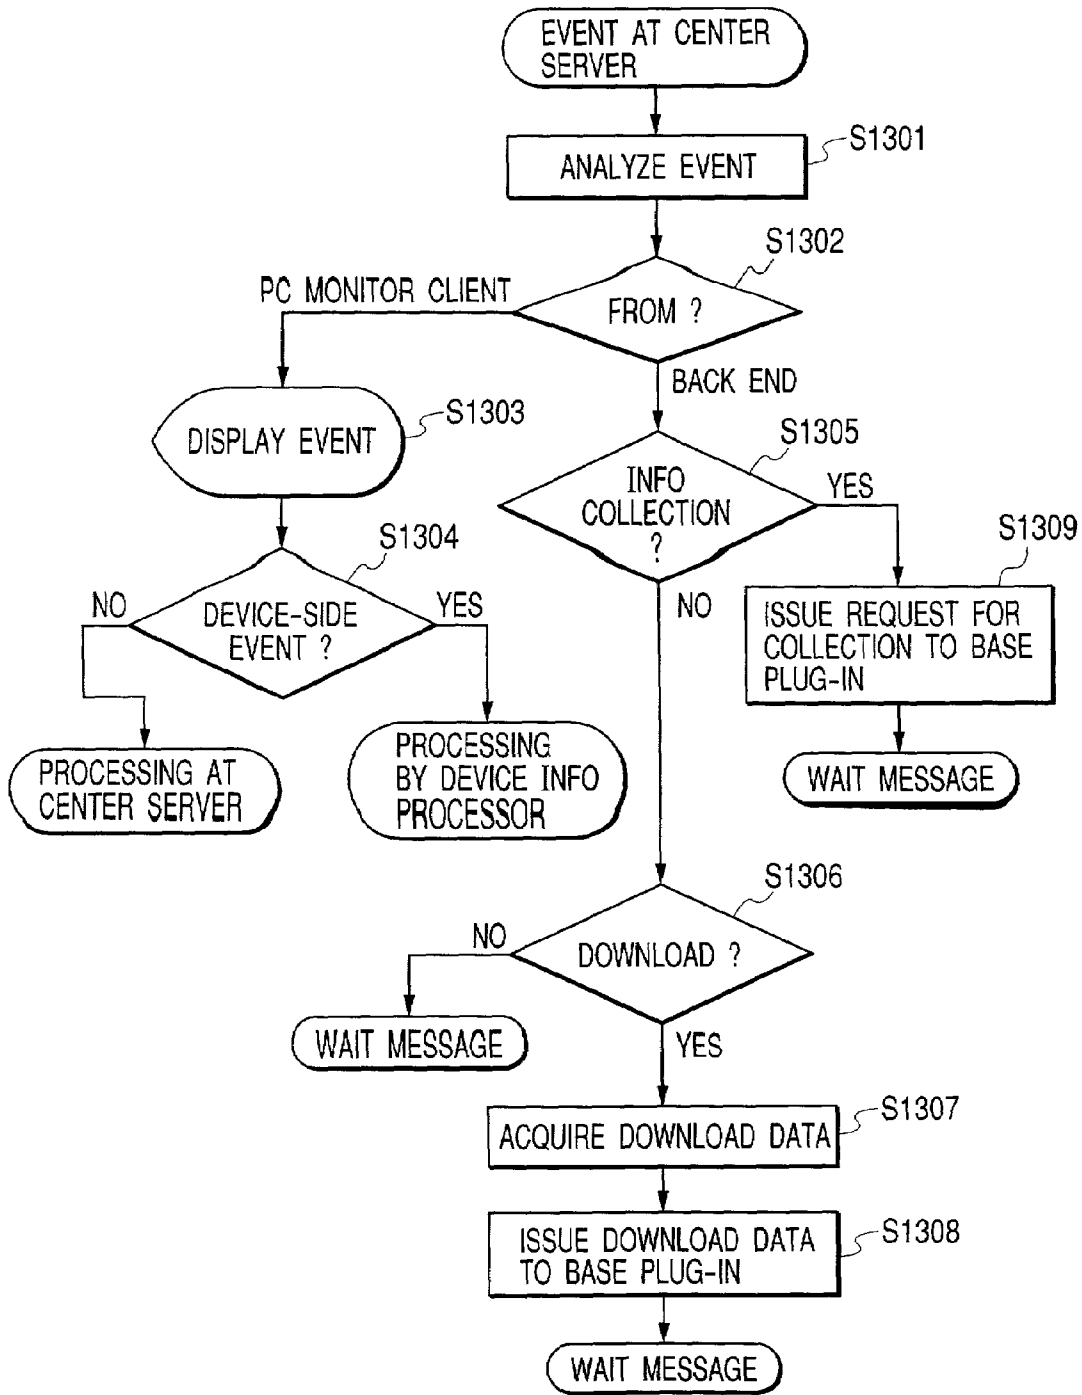 EVENT AT CENTER
SERVER
S1301
ANALYZE EVENT
S1302
PC MONITOR CLIENT
FROM ?
BACK END
S1303
DISPLAY EVENT
S1305
INFO
COLLECTION
?
YES
S1304
NO
DEVICE-SIDE
EVENT ?
YES
NO
S1309
ISSUE REQUEST FOR
COLLECTION TO BASE
PLUG-IN
PROCESSING AT
CENTER SERVER
PROCESSING
BY DEVICE INFO
PROCESSOR
WAIT MESSAGE
S1306
NO
DOWNLOAD ?
WAIT MESSAGE
YES
S1307
ACQUIRE DOWNLOAD DATA
S1308
ISSUE DOWNLOAD DATA
TO BASE PLUG-IN
WAIT MESSAGE